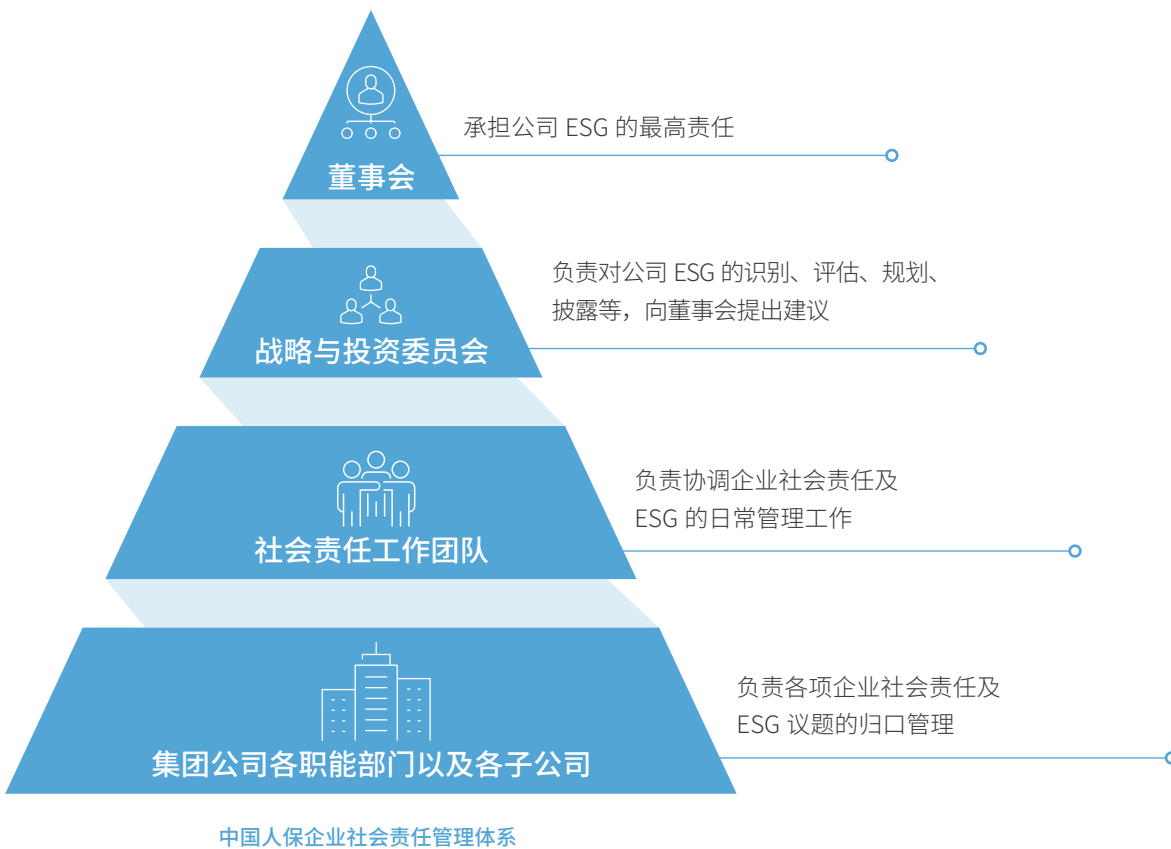 承担公司 ESG 的最高责任
董事会
负责对公司 ESG 的识别、评估、规划、
披露等，向董事会提出建议
战略与投资委员会
负责协调企业社会责任及
ESG 的日常管理工作
社会责任工作团队
负责各项企业社会责任及
ESG 议题的归口管理
集团公司各职能部门以及各子公司
中国人保企业社会责任管理体系